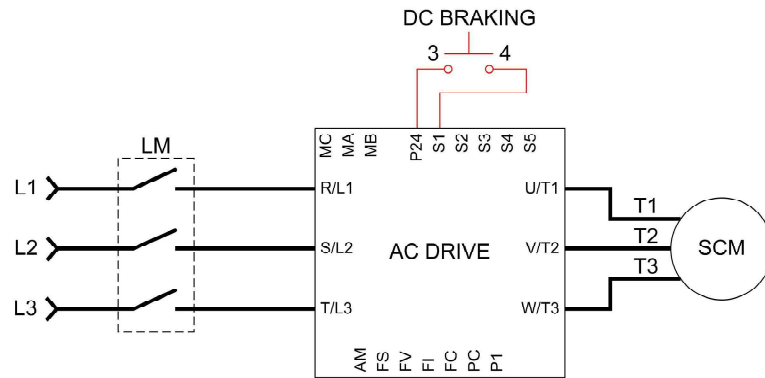 DC BRAKING
3 4
LM
MC MA MB P24 S1 S2 S3 S4 S5
L1 R/L1 U/T1 T1
L2 S/L2 AC DRIVE V/T2 T2 SCM
L3 T/L3 W/T3 T3
AM FS FV FI FC PC P1